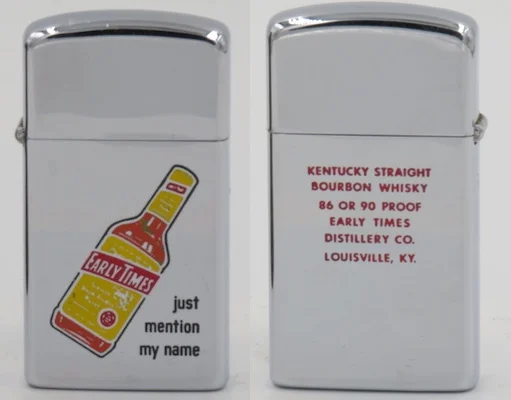 EARLY TIMES
just
mention
my name
KENTUCKY STRAIGHT
BOURBON WHISKY
86 OR 90 PROOF
EARLY TIMES
DISTILLERY CO.
LOUISVILLE, KY.